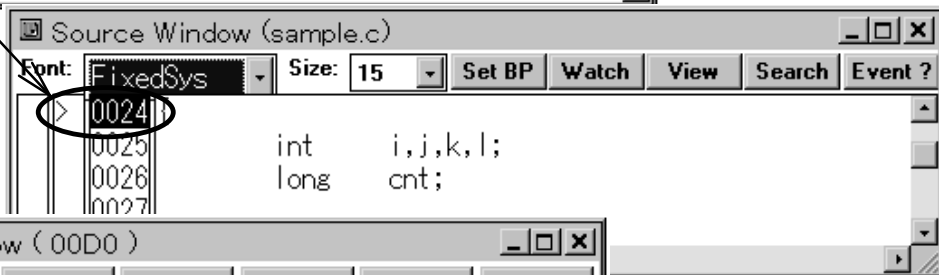 Source Window (sample.c)
Font: FixedSys Size: 15 Set BP Watch View Search Event ?
> 0024 {
0025 int i,j,k,l;
0026 long cnt;
0027
( 00D0 )